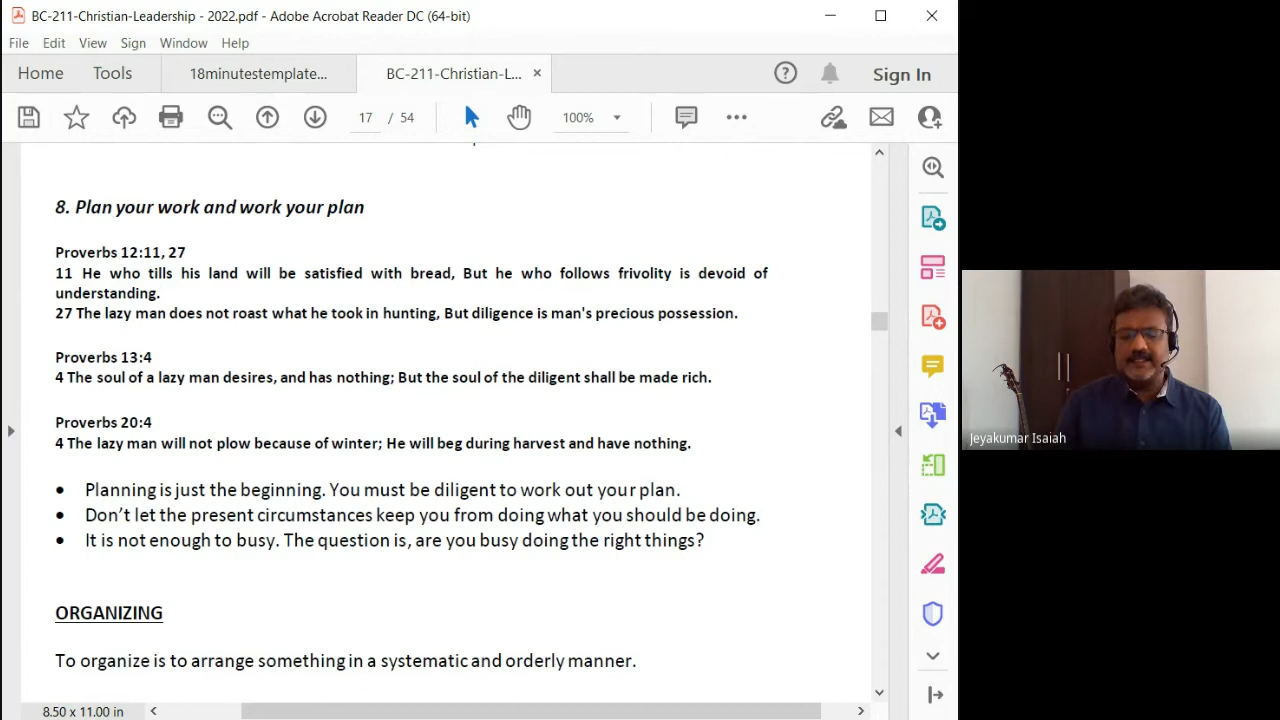 BC-211-Christian-Leadership - 2022.pdf - Adobe Acrobat Reader DC (64-bit)
File Edit View Sign Window Help
Home Tools 18minutestemplate... BC-211-Christian-L... Sign In
17 / 54 100%
8. Plan your work and work your plan
Proverbs 12:11, 27
11 He who tills his land will be satisfied with bread, But he who follows frivolity is devoid of
understanding.
27 The lazy man does not roast what he took in hunting, But diligence is man's precious possession.
Proverbs 13:4
4 The soul of a lazy man desires, and has nothing; But the soul of the diligent shall be made rich.
Proverbs 20:4
4 The lazy man will not plow because of winter; He will beg during harvest and have nothing.
• Planning is just the beginning. You must be diligent to work out your plan.
• Don’t let the present circumstances keep you from doing what you should be doing.
• It is not enough to busy. The question is, are you busy doing the right things?
ORGANIZING
To organize is to arrange something in a systematic and orderly manner.
8.50 x 11.00 in
Jeyakumar Isaiah